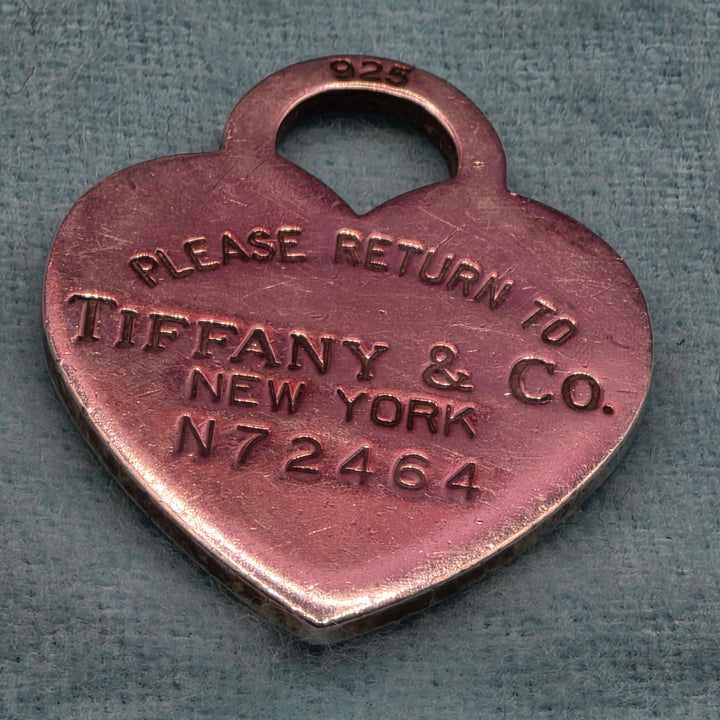 925
PLEASE RETURN TO
TIFFANY & CO.
NEW YORK
N72464